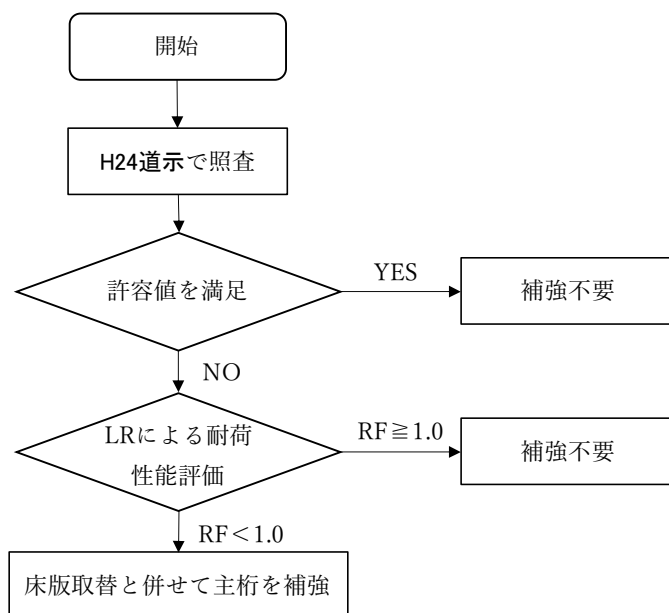 開始
H24道示で照査
許容値を満足
YES
補強不要
NO
LRによる耐荷
性能評価
RF≧1.0
補強不要
RF<1.0
床版取替と併せて主桁を補強